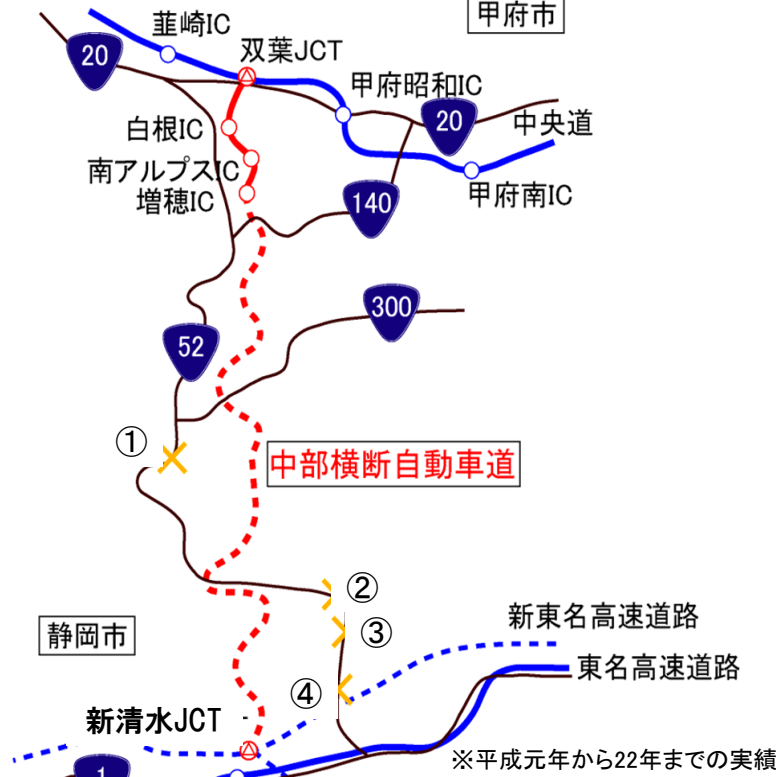 甲府市
韮崎IC
20
双葉JCT
甲府昭和IC
20
中央道
白根IC
南アルプスIC
増穂IC
甲府南IC
140
300
52
①
中部横断自動車道
②
新東名高速道路
③
静岡市
東名高速道路
④
新清水JCT
1
※平成元年から22年までの実績